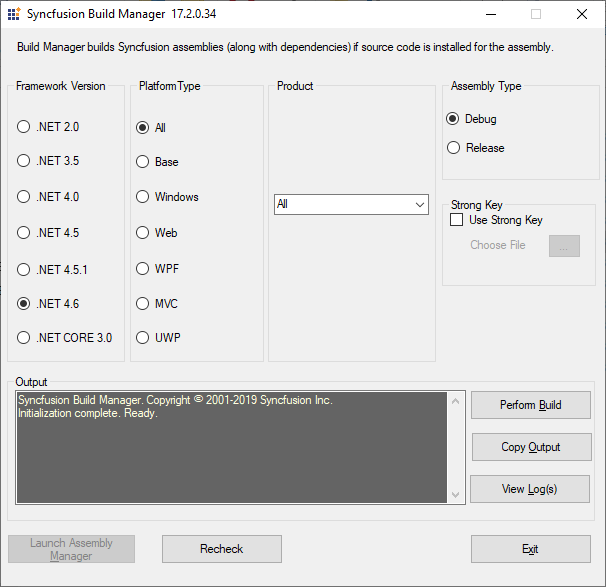 Syncfusion Build Manager 17.2.0.34
Build Manager builds Syncfusion assemblies (along with dependencies) if source code is installed for the assembly.
Framework Version
.NET 2.0
.NET 3.5
.NET 4.0
.NET 4.5
.NET 4.5.1
.NET 4.6
.NET CORE 3.0
Platform Type
All
Base
Windows
Web
WPF
MVC
UWP
Product
All
Assembly Type
Debug
Release
Strong Key
Use Strong Key
Choose File
...
Output
Syncfusion Build Manager. Copyright © 2001-2019 Syncfusion Inc.
Initialization complete. Ready.
Perform Build
Copy Output
View Log(s)
Launch Assembly
Manager
Recheck
Exit